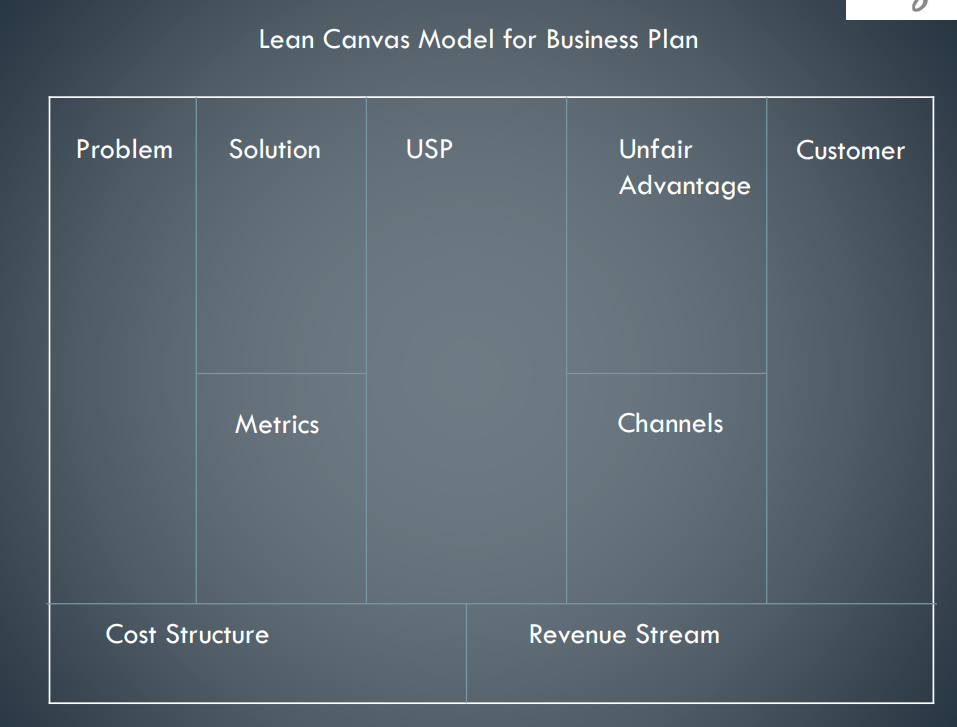 Lean Canvas Model for Business Plan
Problem
Solution
USP
Unfair
Advantage
Customer
Metrics
Channels
Cost Structure
Revenue Stream